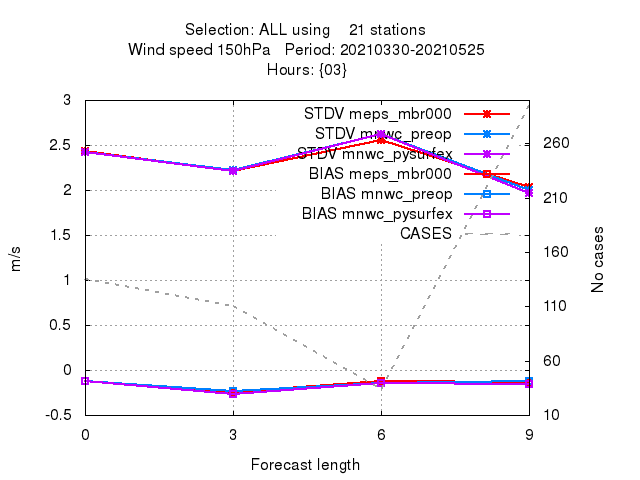 Selection: ALL using 21 stations
Wind speed 150hPa Period: 20210330-20210525
Hours: {03}
3
2.5
2
1.5
1
0.5
0
-0.5
m/s
STDV meps_mbr000
STDV mnwc_preop
STDV mnwc_pysurfex
BIAS meps_mbr000
BIAS mnwc_preop
BIAS mnwc_pysurfex
CASES
260
210
160
110
60
10
No cases
0 3 6 9
Forecast length